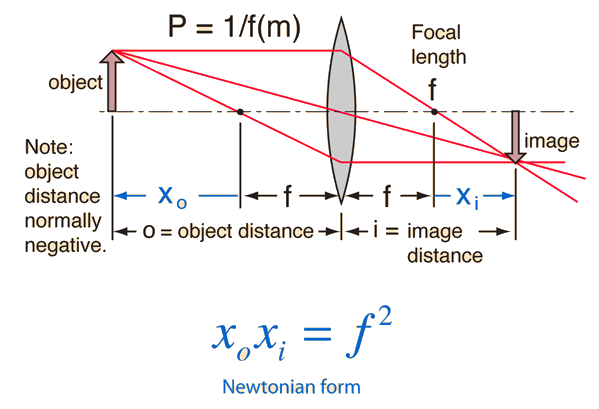 P = 1/f(m)
Focal
length
f
object
image
Note:
object
distance
normally
negative.
xₒ
f
f
xᵢ
o = object distance
i = image
distance
xₒxᵢ = f²
Newtonian form